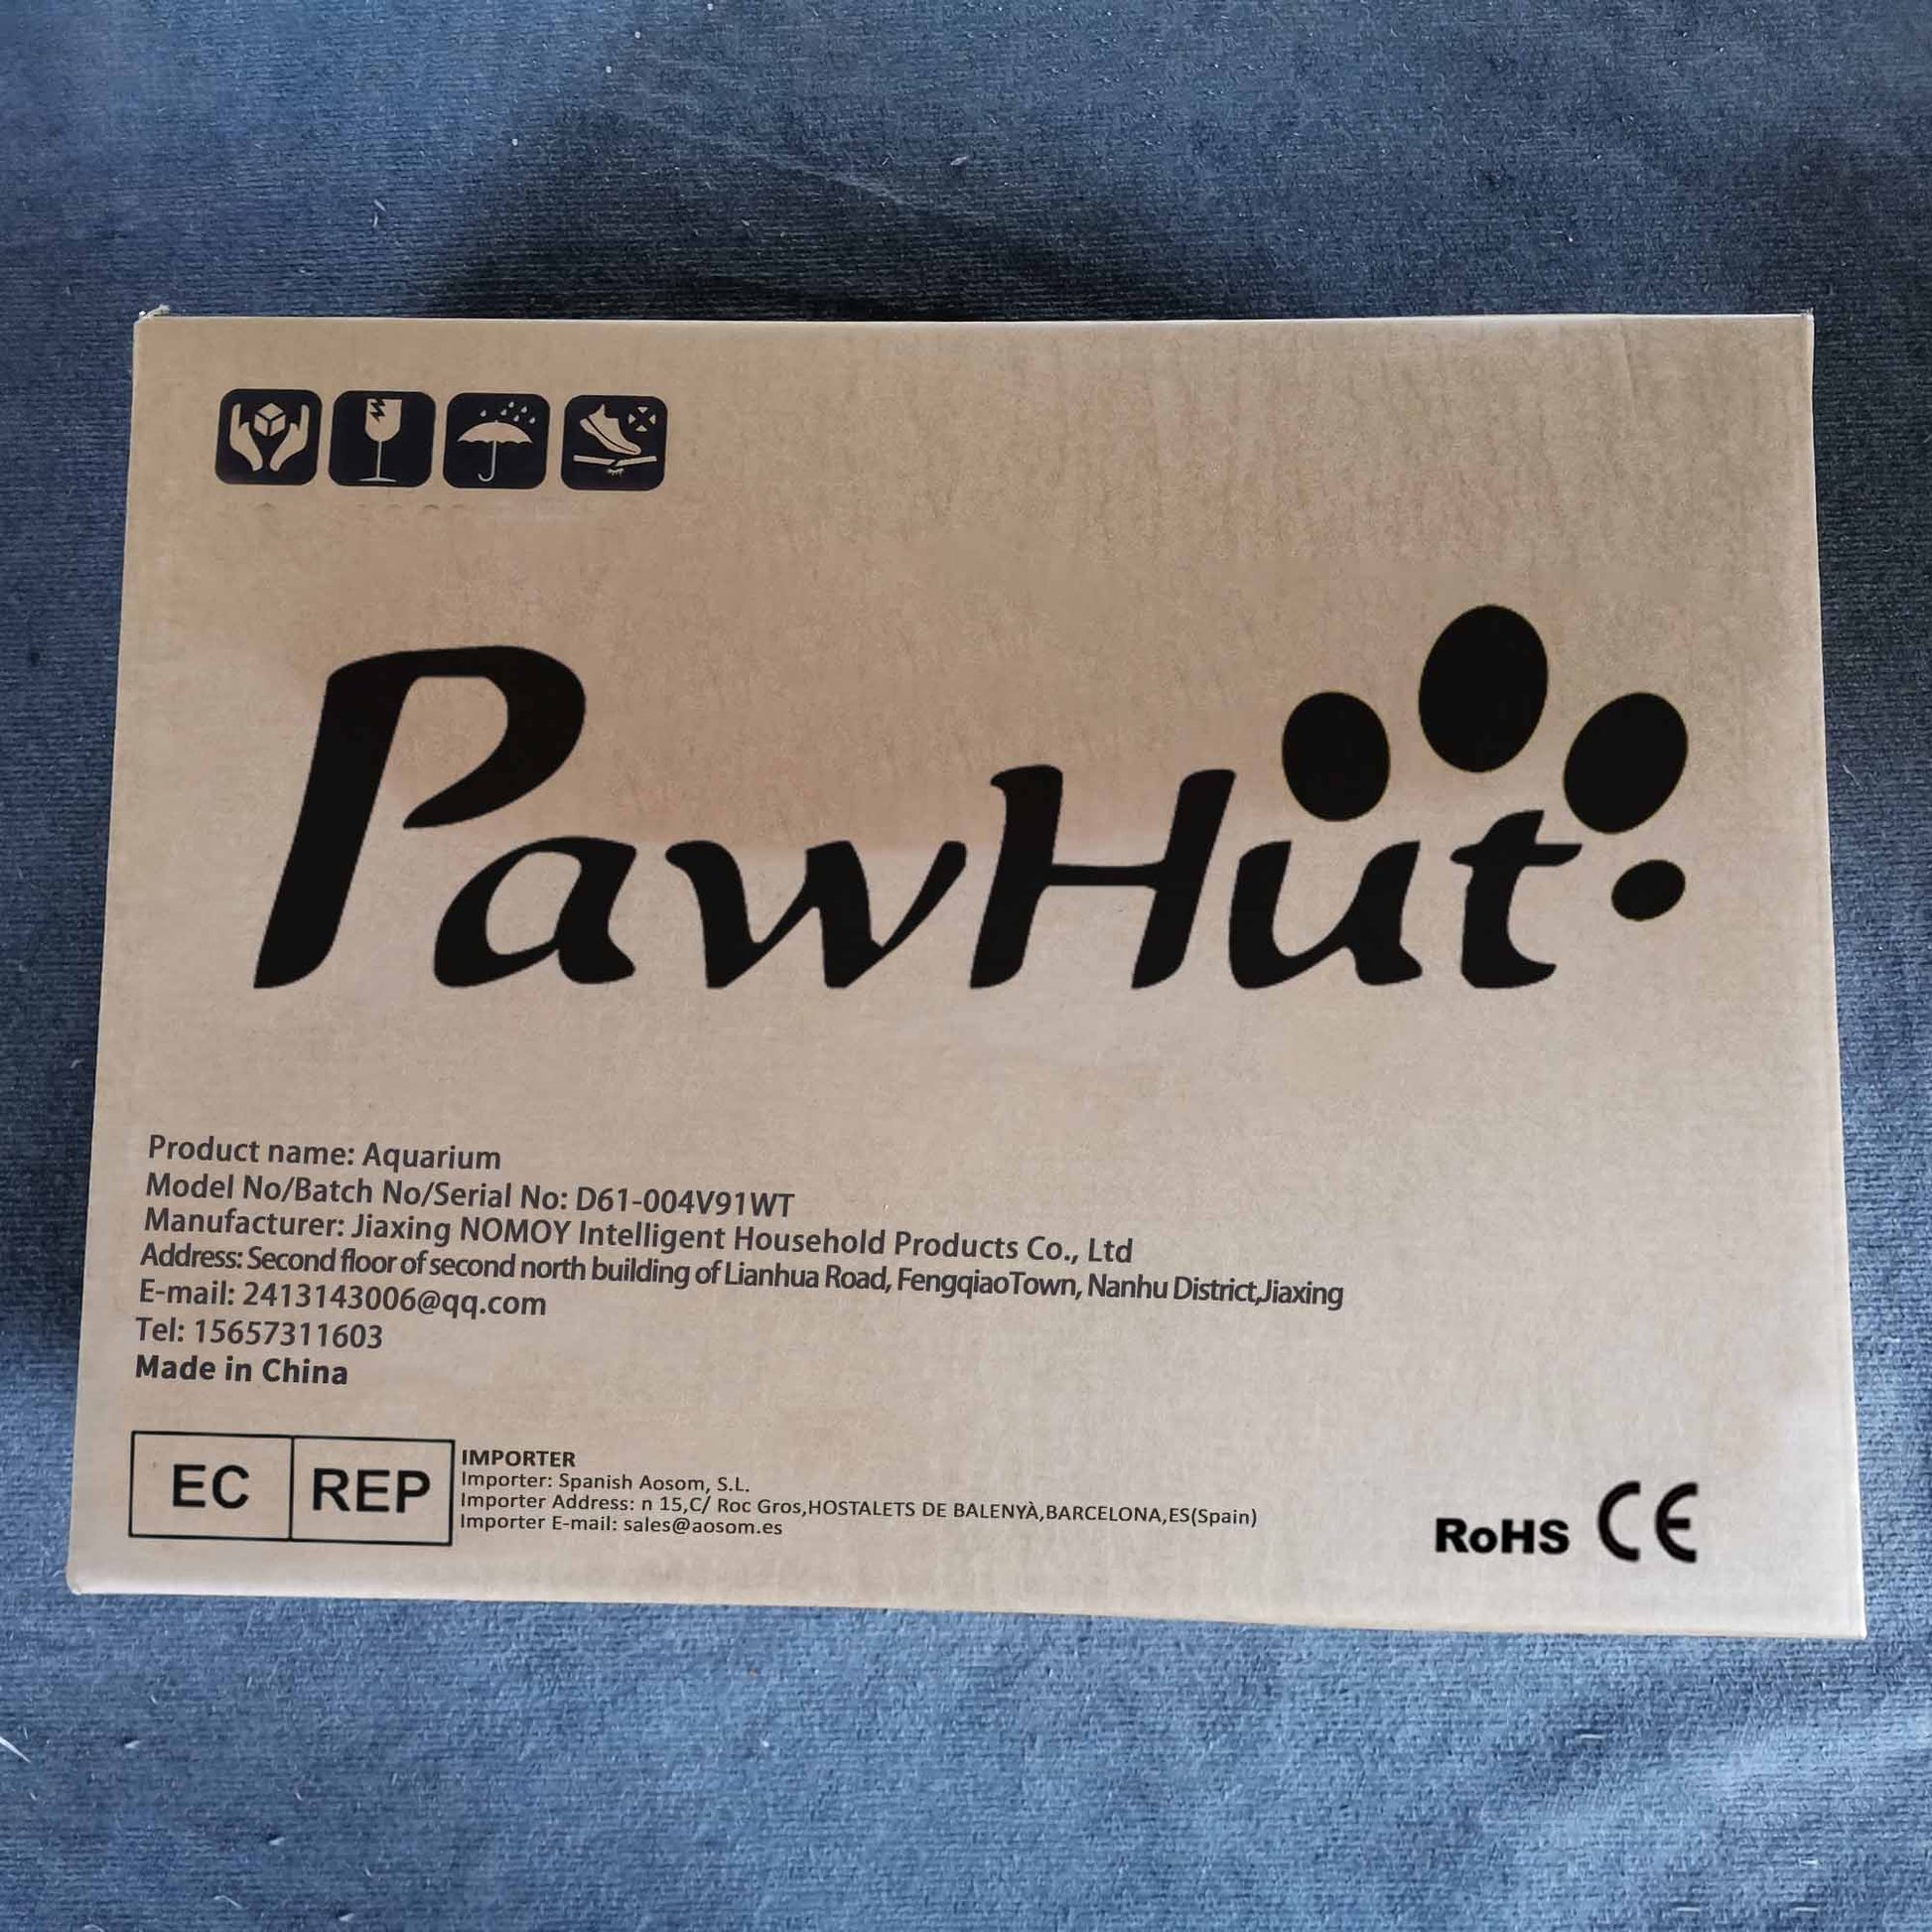 PawHut
Product name: Aquarium
Model No/Batch No/Serial No: D61-004V91WT
Manufacturer: Jiaxing NOMOY Intelligent Household Products Co., Ltd
Address: Second floor of second north building of Lianhua Road, FengqiaoTown, Nanhu District,Jiaxing
E-mail: 2413143006@qq.com
Tel: 15657311603
Made in China
EC REP
IMPORTER
Importer: Spanish Aosom, S.L.
Importer Address: n 15,C/ Roc Gros,HOSTALETS DE BALENYÀ,BARCELONA,ES(Spain)
Importer E-mail: sales@aosom.es
RoHS CE